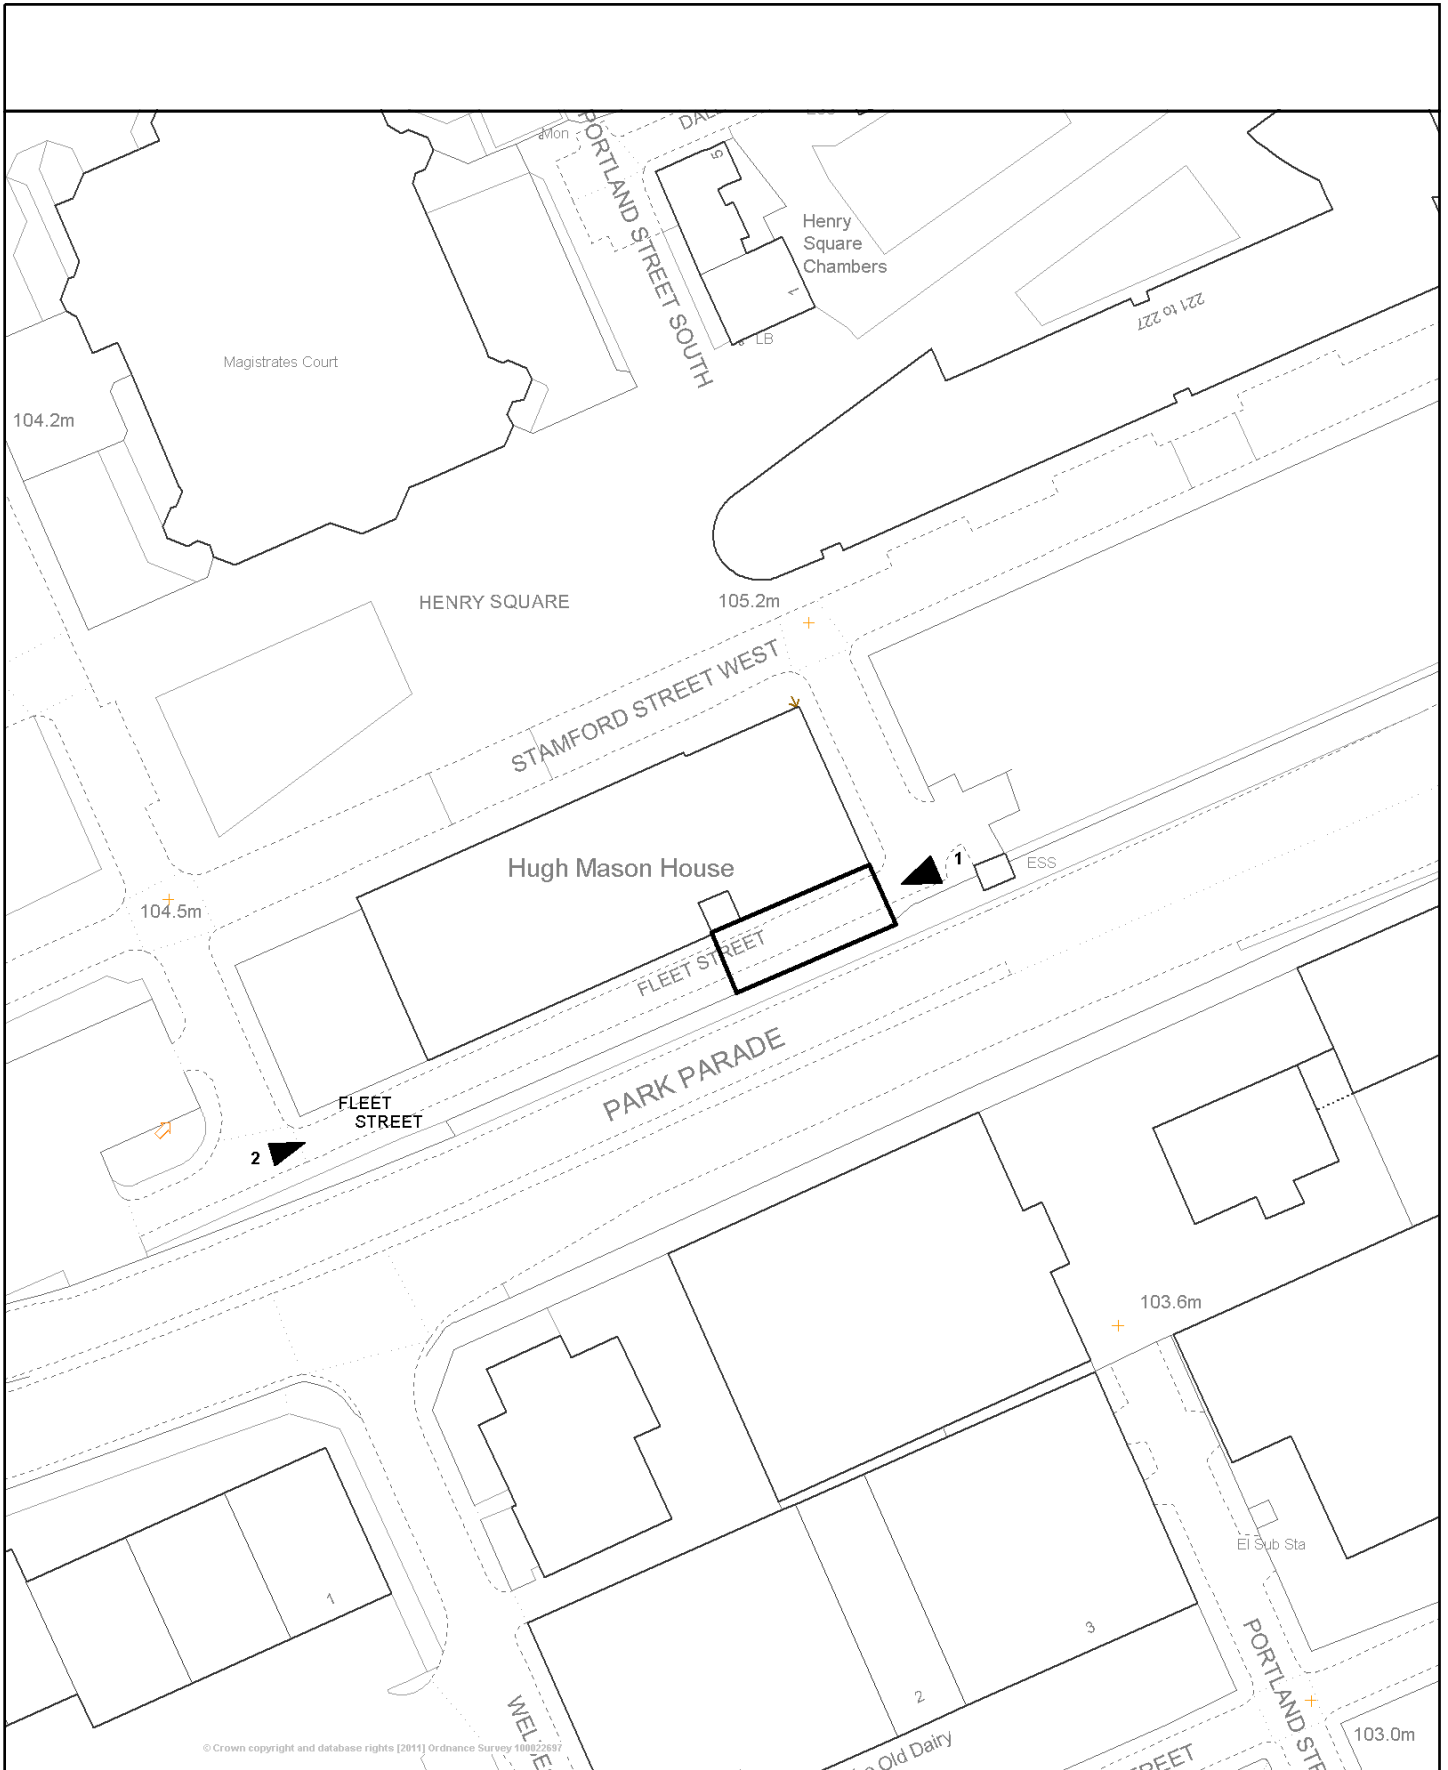 Mon
PORTLAND STREET SOUTH
5
Henry
Square
Chambers
1
LB
221 to 227
Magistrates Court
104.2m
HENRY SQUARE
105.2m
STAMFORD STREET WEST
Hugh Mason House
1
ESS
104.5m
FLEET STREET
PARK PARADE
FLEET
STREET
2
103.6m
El Sub Sta
1
3
2
PORTLAND
Old Dairy
103.0m
© Crown copyright and database rights [2011] Ordnance Survey 100022697